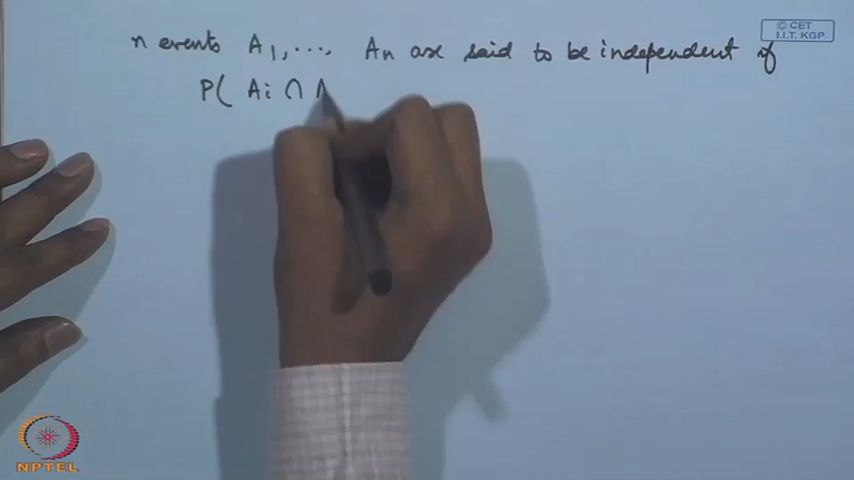 © CET
I.I.T. KGP
n events A1, ..., An are said to be independent if
P( Ai ∩ A
NPTEL